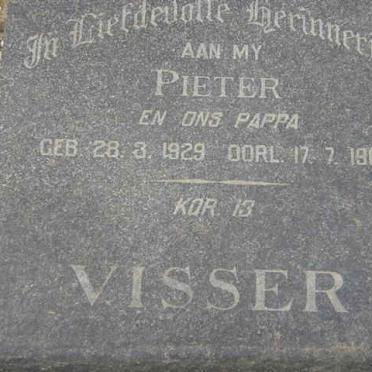 In Liefdevolle Herinner
AAN MY
PIETER
EN ONS PAPPA
GEB. 28. 3. 1929 OORL. 17. 7. 19
KOR 13
VISSER